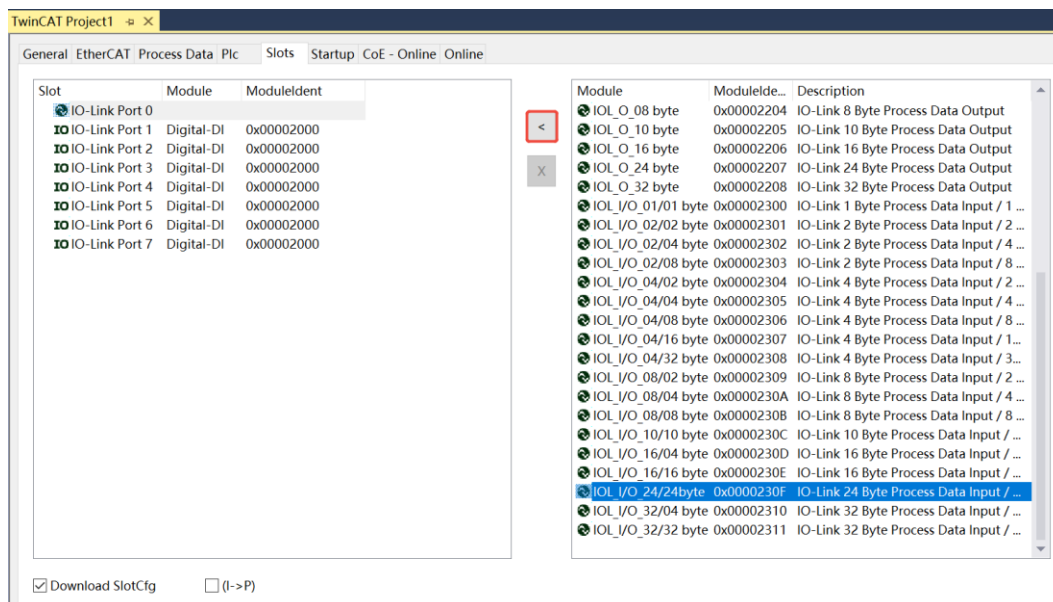 TwinCAT Project1
General EtherCAT Process Data Plc Slots Startup CoE - Online Online
Slot Module ModuleIdent
IO-Link Port 0
IO IO-Link Port 1 Digital-DI 0x00002000
IO IO-Link Port 2 Digital-DI 0x00002000
IO IO-Link Port 3 Digital-DI 0x00002000
IO IO-Link Port 4 Digital-DI 0x00002000
IO IO-Link Port 5 Digital-DI 0x00002000
IO IO-Link Port 6 Digital-DI 0x00002000
IO IO-Link Port 7 Digital-DI 0x00002000
<
X
Module ModuleIde... Description
IOL_O_08 byte 0x00002204 IO-Link 8 Byte Process Data Output
IOL_O_10 byte 0x00002205 IO-Link 10 Byte Process Data Output
IOL_O_16 byte 0x00002206 IO-Link 16 Byte Process Data Output
IOL_O_24 byte 0x00002207 IO-Link 24 Byte Process Data Output
IOL_O_32 byte 0x00002208 IO-Link 32 Byte Process Data Output
IOL_I/O_01/01 byte 0x00002300 IO-Link 1 Byte Process Data Input / 1 ...
IOL_I/O_02/02 byte 0x00002301 IO-Link 2 Byte Process Data Input / 2 ...
IOL_I/O_02/04 byte 0x00002302 IO-Link 2 Byte Process Data Input / 4 ...
IOL_I/O_02/08 byte 0x00002303 IO-Link 2 Byte Process Data Input / 8 ...
IOL_I/O_04/02 byte 0x00002304 IO-Link 4 Byte Process Data Input / 2 ...
IOL_I/O_04/04 byte 0x00002305 IO-Link 4 Byte Process Data Input / 4 ...
IOL_I/O_04/08 byte 0x00002306 IO-Link 4 Byte Process Data Input / 8 ...
IOL_I/O_04/16 byte 0x00002307 IO-Link 4 Byte Process Data Input / 1...
IOL_I/O_04/32 byte 0x00002308 IO-Link 4 Byte Process Data Input / 3...
IOL_I/O_08/02 byte 0x00002309 IO-Link 8 Byte Process Data Input / 2 ...
IOL_I/O_08/04 byte 0x0000230A IO-Link 8 Byte Process Data Input / 4 ...
IOL_I/O_08/08 byte 0x0000230B IO-Link 8 Byte Process Data Input / 8 ...
IOL_I/O_10/10 byte 0x0000230C IO-Link 10 Byte Process Data Input / ...
IOL_I/O_16/04 byte 0x0000230D IO-Link 16 Byte Process Data Input / ...
IOL_I/O_16/16 byte 0x0000230E IO-Link 16 Byte Process Data Input / ...
IOL_I/O_24/24byte 0x0000230F IO-Link 24 Byte Process Data Input / ...
IOL_I/O_32/04 byte 0x00002310 IO-Link 32 Byte Process Data Input / ...
IOL_I/O_32/32 byte 0x00002311 IO-Link 32 Byte Process Data Input / ...
Download SlotCfg (I->P)